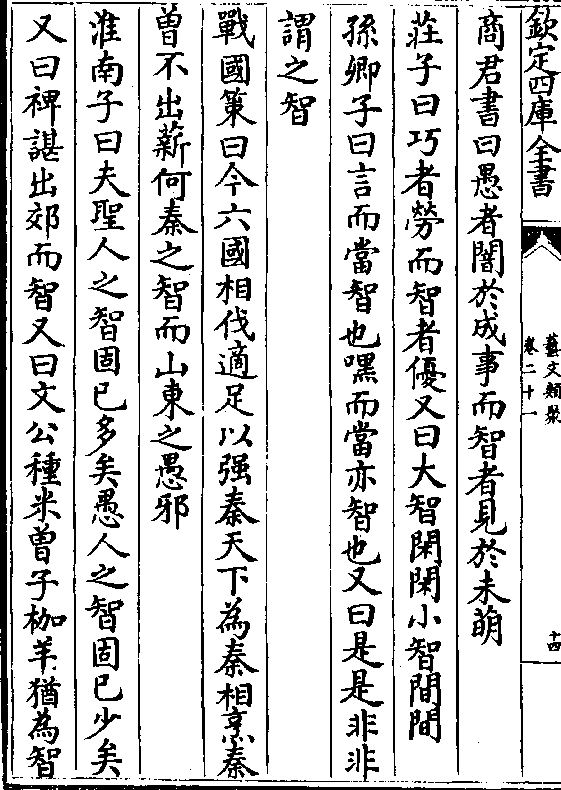 欽定四庫全書
藝文類聚
卷二十一
十四
商君書曰愚者闇於成事而智者見於未萌
莊子曰巧者勞而智者優又曰大智閑閑小智間間
孫卿子曰言而當智也嘿而當亦智也又曰是是非非
謂之智
戰國策曰今六國相伐適足以强秦天下為秦相烹秦
曽不出薪何秦之智而山東之愚邪
淮南子曰夫聖人之智固已多矣愚人之智固已少矣
又曰裨諶出郊而智又曰文公種米曽子枷羊猶為智